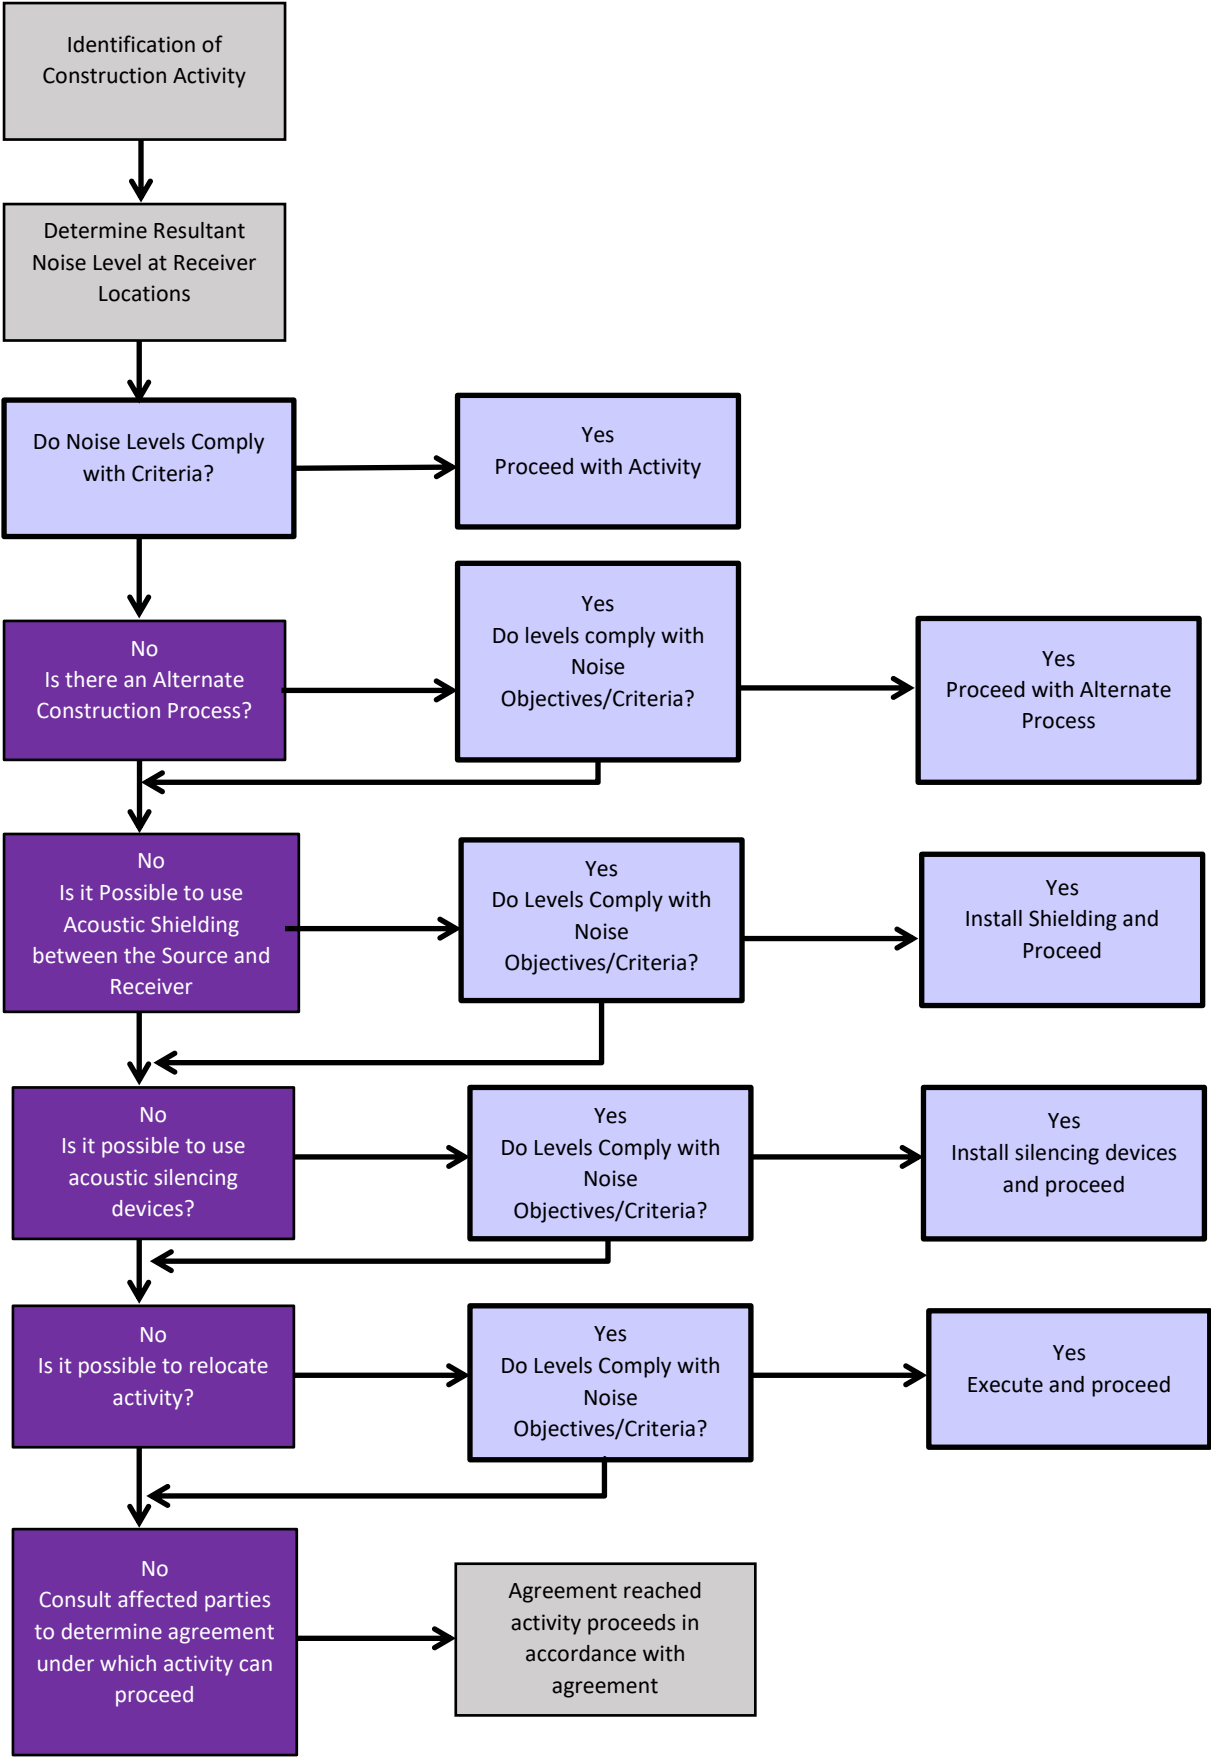 Identification of
Construction Activity
Determine Resultant
Noise Level at Receiver
Locations
Do Noise Levels Comply
with Criteria?
Yes
Proceed with Activity
No
Is there an Alternate
Construction Process?
Yes
Do levels comply with
Noise
Objectives/Criteria?
Yes
Proceed with Alternate
Process
No
Is it Possible to use
Acoustic Shielding
between the Source and
Receiver
Yes
Do Levels Comply with
Noise
Objectives/Criteria?
Yes
Install Shielding and
Proceed
No
Is it possible to use
acoustic silencing
devices?
Yes
Do Levels Comply with
Noise
Objectives/Criteria?
Yes
Install silencing devices
and proceed
No
Is it possible to relocate
activity?
Yes
Do Levels Comply with
Noise
Objectives/Criteria?
Yes
Execute and proceed
No
Consult affected parties
to determine agreement
under which activity can
proceed
Agreement reached
activity proceeds in
accordance with
agreement